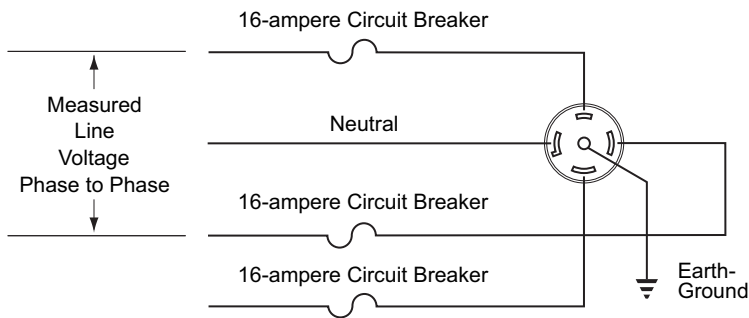 16-ampere Circuit Breaker
Measured
Line
Voltage
Phase to Phase
Neutral
16-ampere Circuit Breaker
16-ampere Circuit Breaker
Earth-
Ground